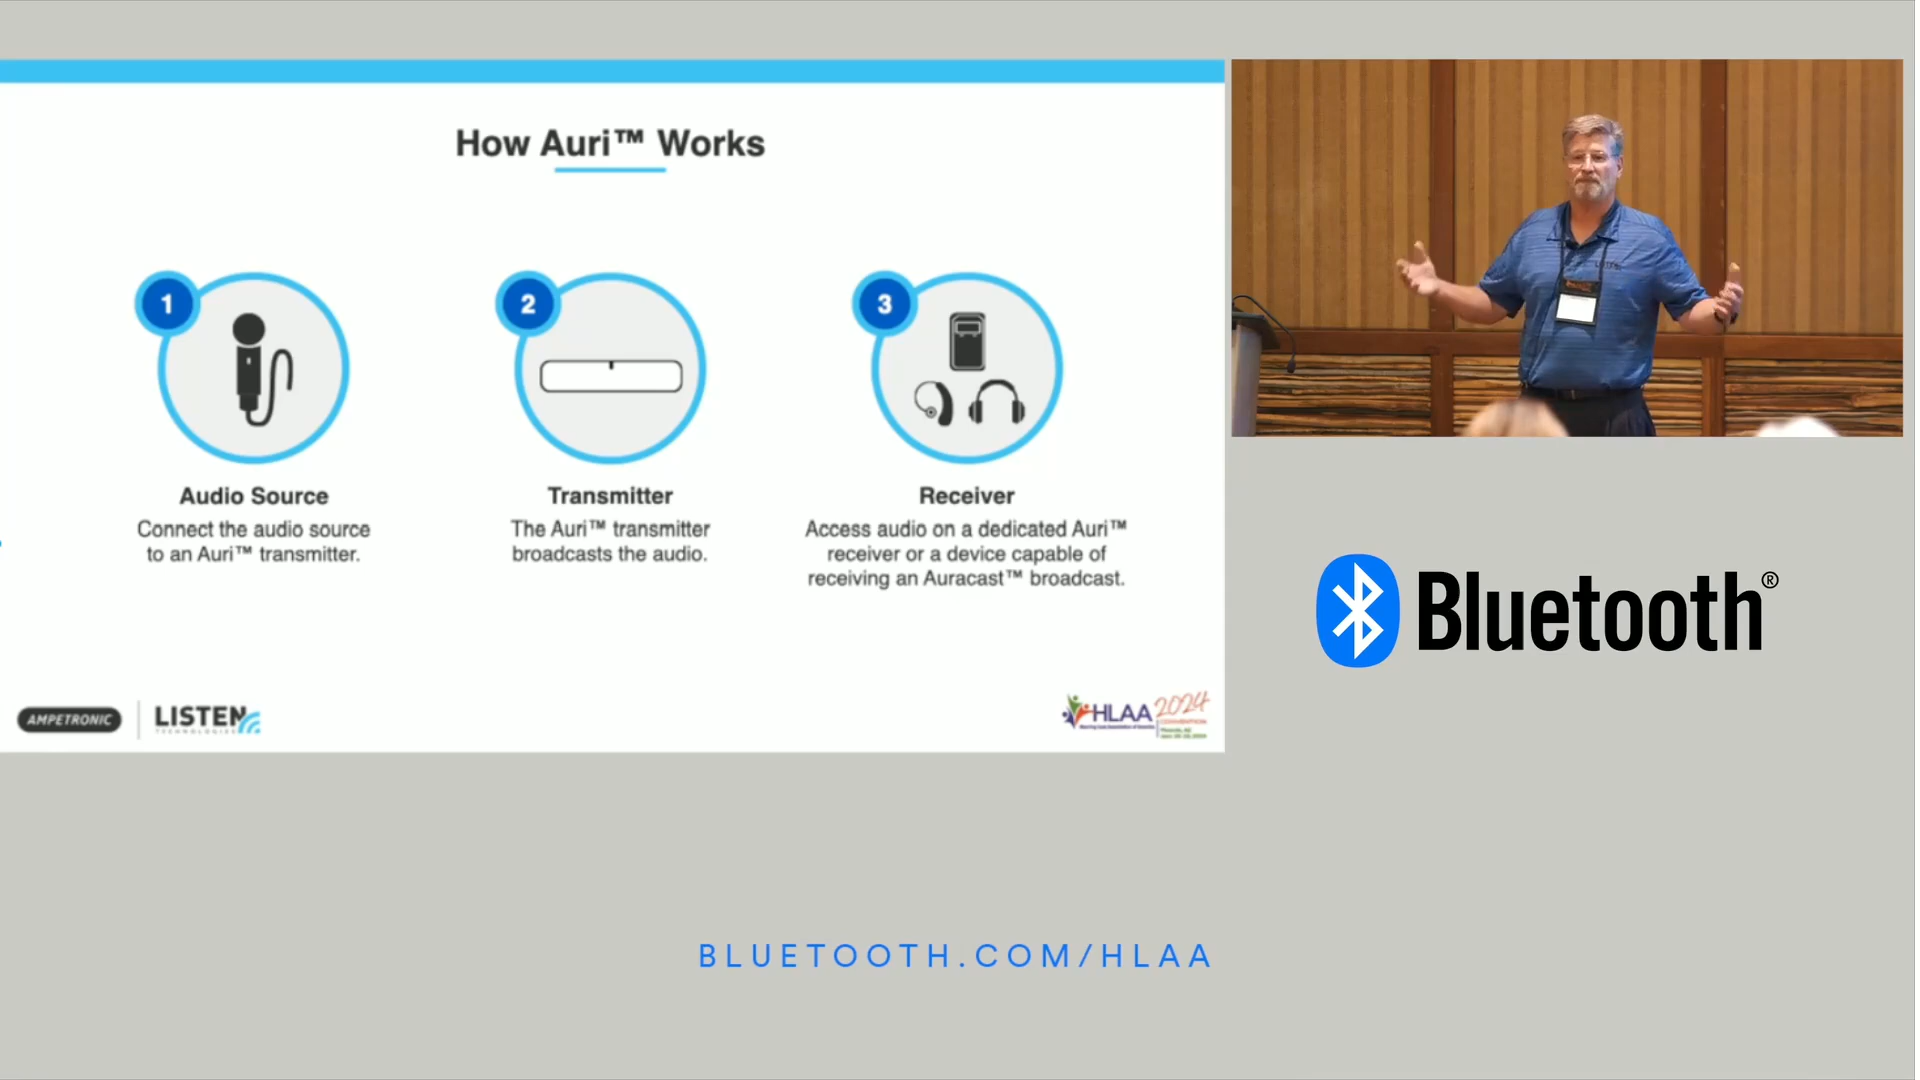 How Auri™ Works
1
2
3
Audio Source
Connect the audio source
to an Auri™ transmitter.
Transmitter
The Auri™ transmitter
broadcasts the audio.
Receiver
Access audio on a dedicated Auri™
receiver or a device capable of
receiving an Auracast™ broadcast.
AMPETRONIC
LISTEN
TECHNOLOGIES
HLAA 2024
CONVENTION
Bluetooth®
BLUETOOTH.COM/HLAA